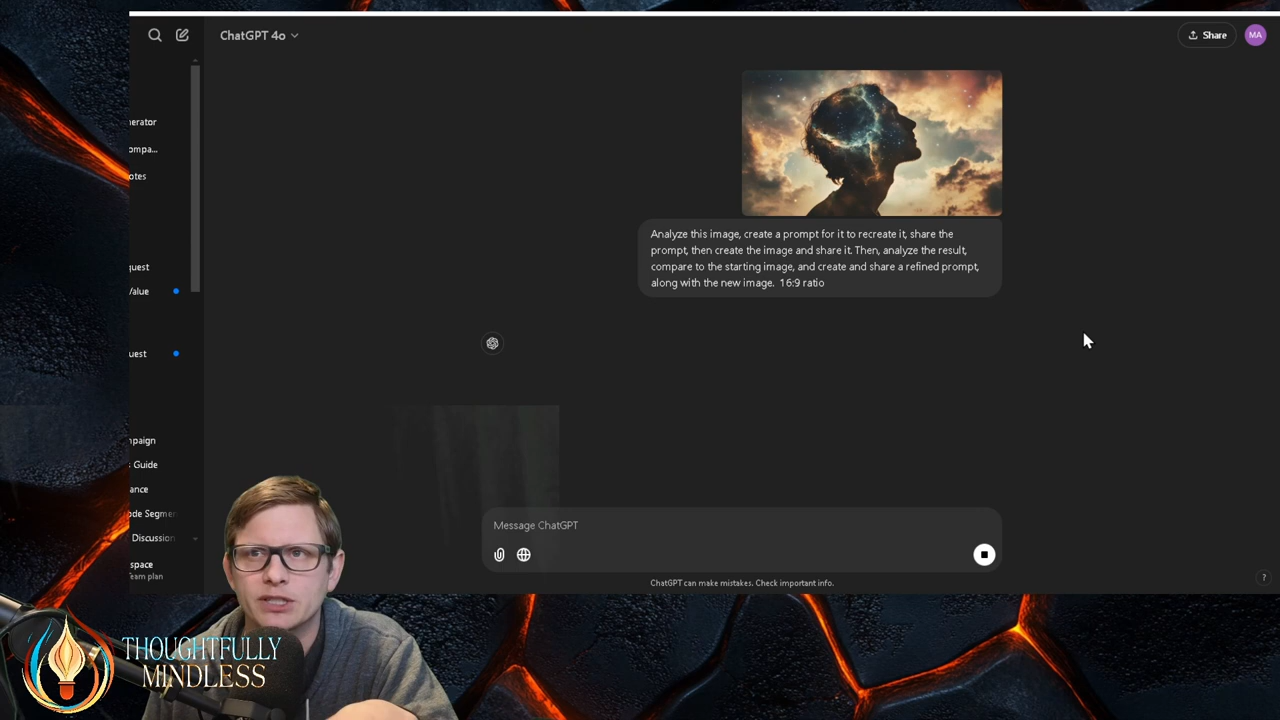 ChatGPT 4o
Share
MA
nerator
ompa...
otes
quest
Value
uest
npaign
s Guide
ance
ode Segmen
Discussion
space
Team plan
Analyze this image, create a prompt for it to recreate it, share the
prompt, then create the image and share it. Then, analyze the result,
compare to the starting image, and create and share a refined prompt,
along with the new image. 16:9 ratio
Message ChatGPT
ChatGPT can make mistakes. Check important info.
?
THOUGHTFULLY
MINDLESS